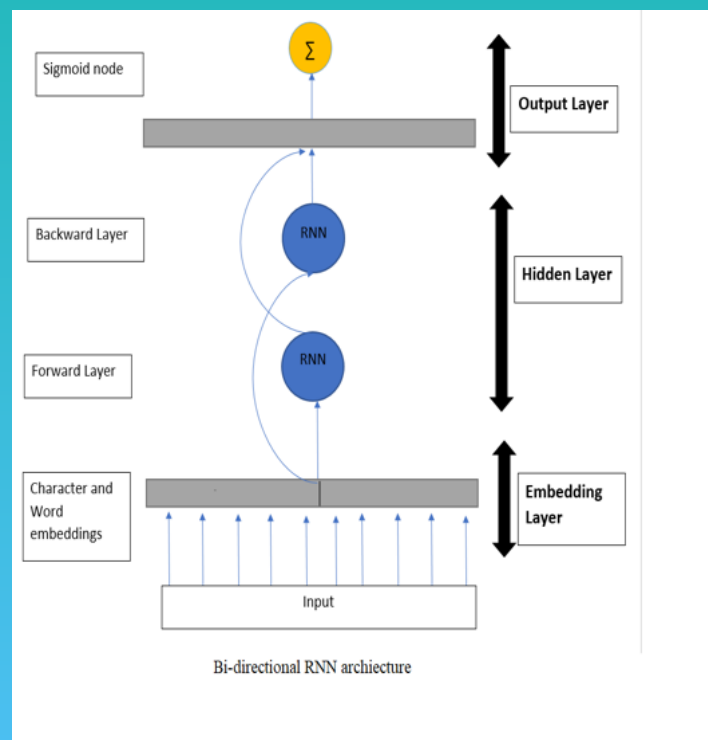 ∑
Sigmoid node
Output Layer
Backward Layer
RNN
Hidden Layer
RNN
Forward Layer
Character and
Word
embeddings
Embedding
Layer
Input
Bi-directional RNN archiecture